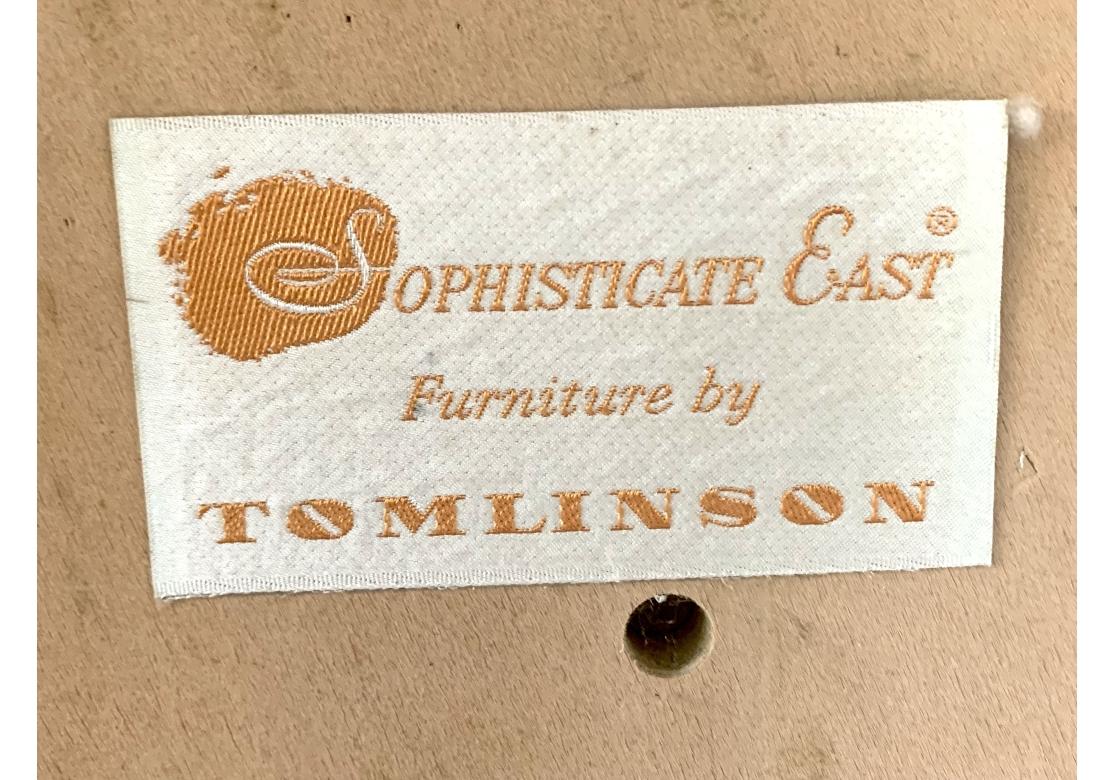 SOPHISTICATE EAST®
Furniture by
TOMLINSON